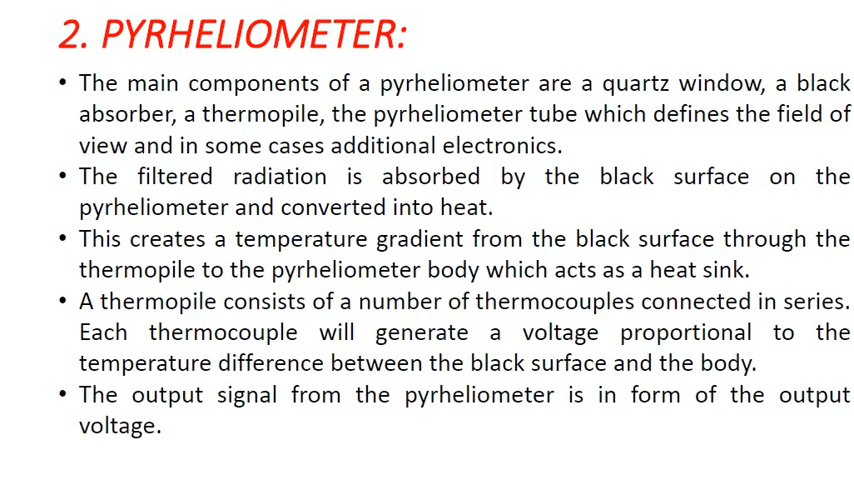 2. PYRHELIOMETER:
• The main components of a pyrheliometer are a quartz window, a black
absorber, a thermopile, the pyrheliometer tube which defines the field of
view and in some cases additional electronics.
• The filtered radiation is absorbed by the black surface on the
pyrheliometer and converted into heat.
• This creates a temperature gradient from the black surface through the
thermopile to the pyrheliometer body which acts as a heat sink.
• A thermopile consists of a number of thermocouples connected in series.
Each thermocouple will generate a voltage proportional to the
temperature difference between the black surface and the body.
• The output signal from the pyrheliometer is in form of the output
voltage.